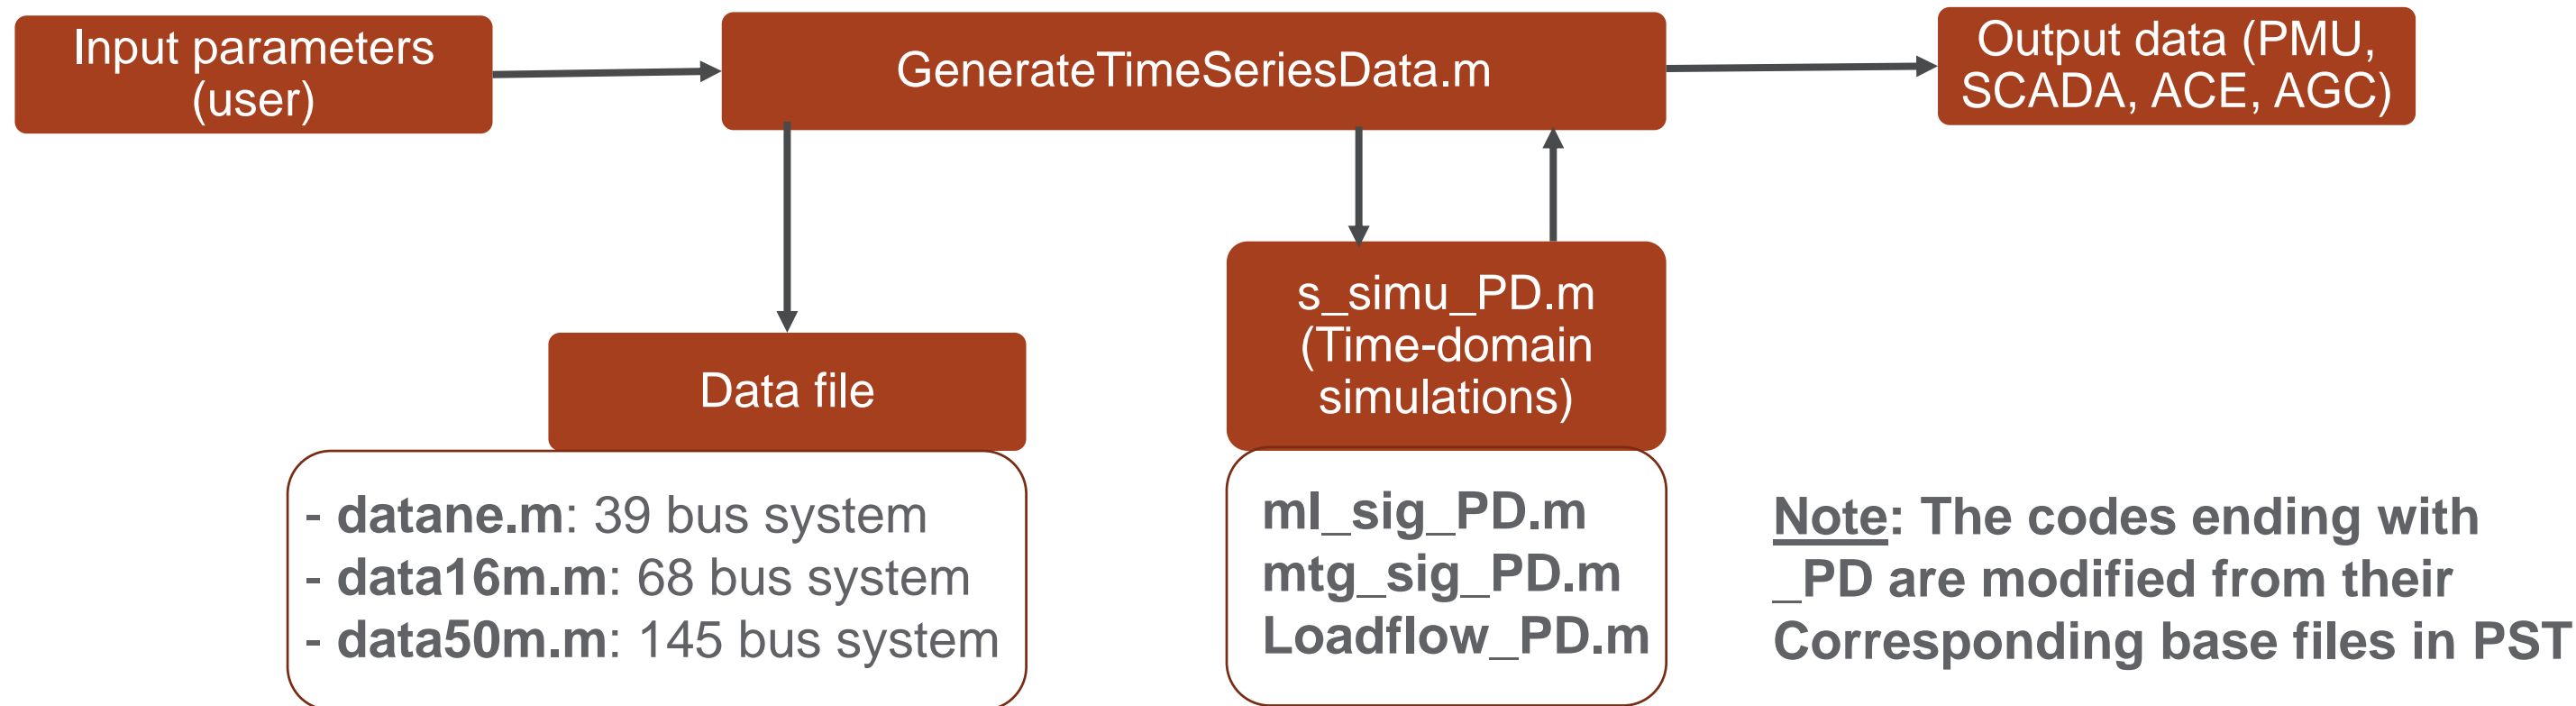 Input parameters
(user)
GenerateTimeSeriesData.m
Output data (PMU,
SCADA, ACE, AGC)
Data file
- datane.m: 39 bus system
- data16m.m: 68 bus system
- data50m.m: 145 bus system
s_simu_PD.m
(Time-domain
simulations)
ml_sig_PD.m
mtg_sig_PD.m
Loadflow_PD.m
Note: The codes ending with
_PD are modified from their
Corresponding base files in PST